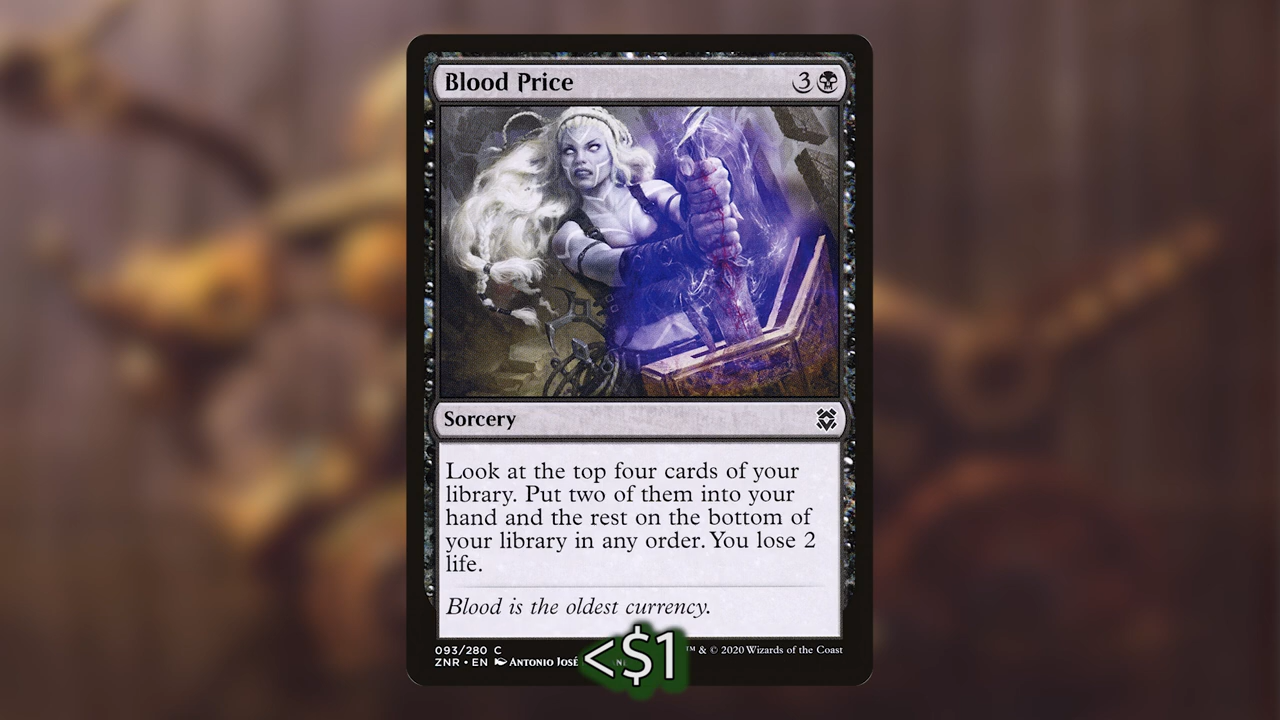 Blood Price 3
Sorcery
Look at the top four cards of your
library. Put two of them into your
hand and the rest on the bottom of
your library in any order. You lose 2
life.
Blood is the oldest currency.
093/280 C
ZNR • EN Antonio José
™ & © 2020 Wizards of the Coast
<$1